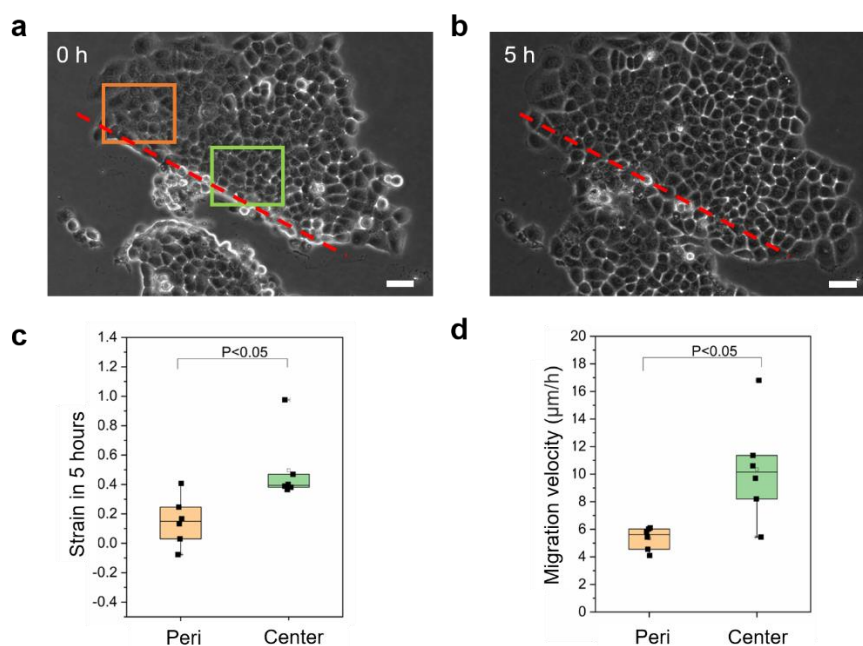 a
0 h
b
5 h
c
1.4
1.2
1.0
0.8
0.6
0.4
0.2
0.0
-0.2
-0.4
Strain in 5 hours
P<0.05
Peri
Center
d
20
18
16
14
12
10
8
6
4
2
0
Migration velocity (μm/h)
P<0.05
Peri
Center